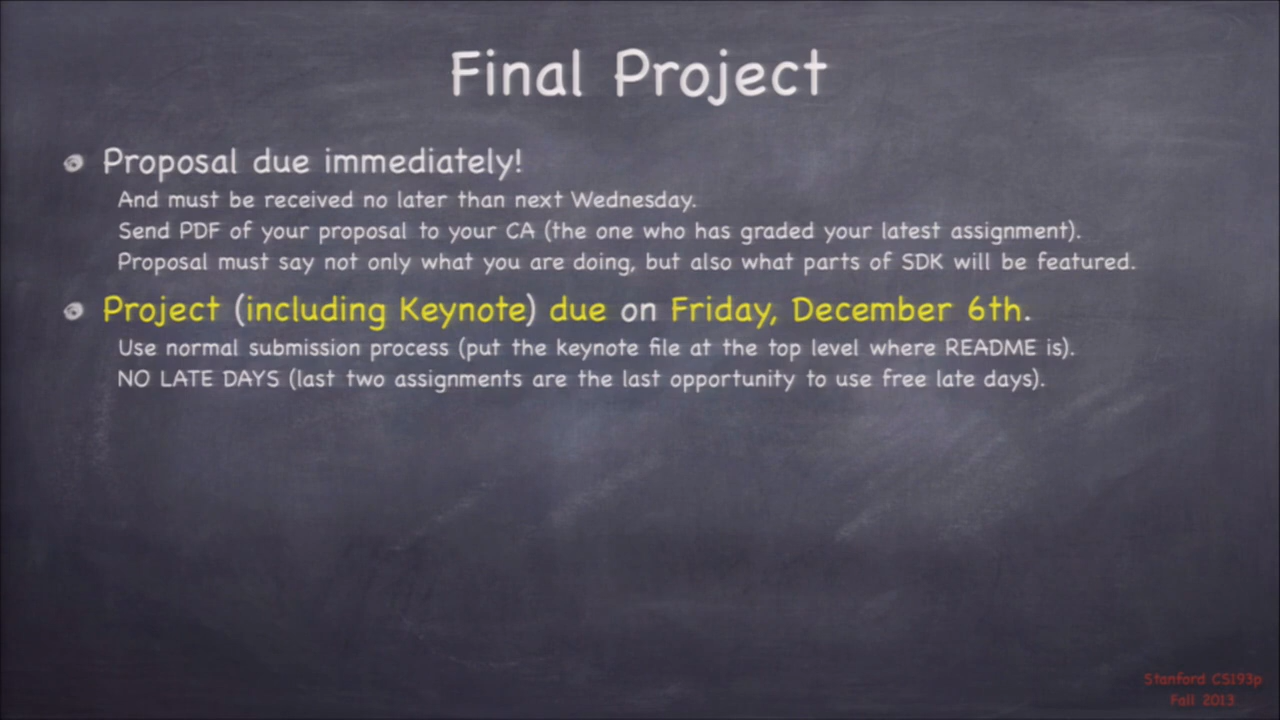 Final Project
Proposal due immediately!
And must be received no later than next Wednesday.
Send PDF of your proposal to your CA (the one who has graded your latest assignment).
Proposal must say not only what you are doing, but also what parts of SDK will be featured.
Project (including Keynote) due on Friday, December 6th.
Use normal submission process (put the keynote file at the top level where README is).
NO LATE DAYS (last two assignments are the last opportunity to use free late days).
Stanford CS193p
Fall 2013